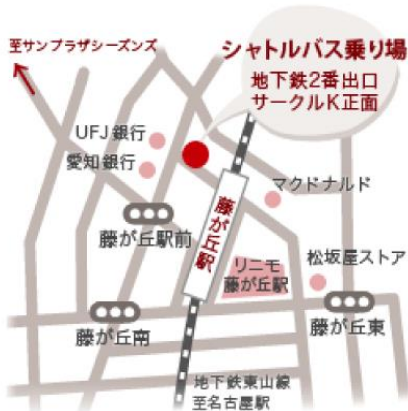 至サンプラザシーズンズ
シャトルバス乗り場
地下鉄2番出口
サークルK正面
UFJ銀行
愛知銀行
マクドナルド
藤が丘駅前
藤が丘駅
リニモ
藤が丘駅
松坂屋ストア
藤が丘南
藤が丘東
地下鉄東山線
至名古屋駅